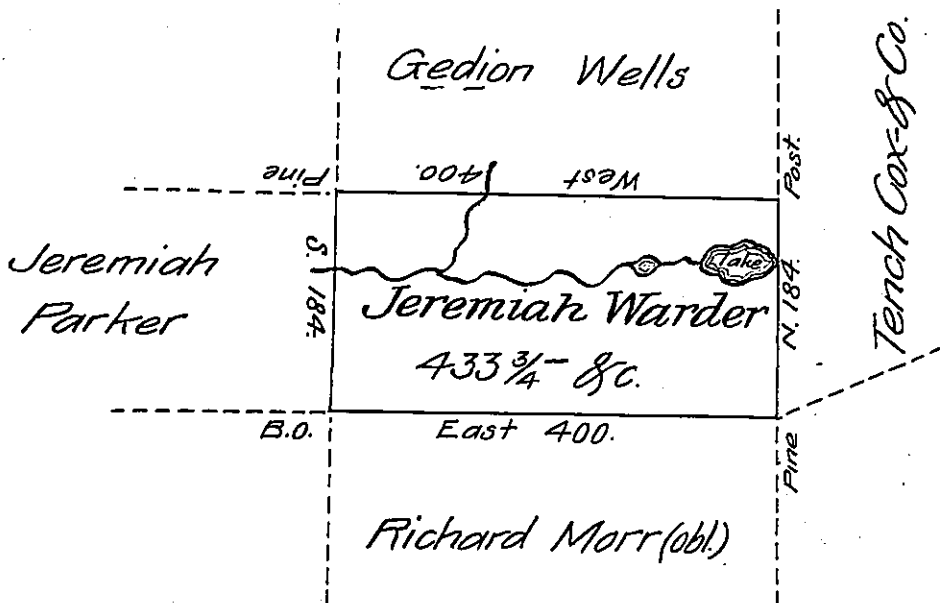 Gedion Wells
Tench Cox & Co.
Post.
Pine
400.
West
Jeremiah
Parker
S. 184.
Lake
N. 184.
Jeremiah Warder
433 3/4 - &c.
B.O.
East 400.
Pine
Richard Morr (obl.)